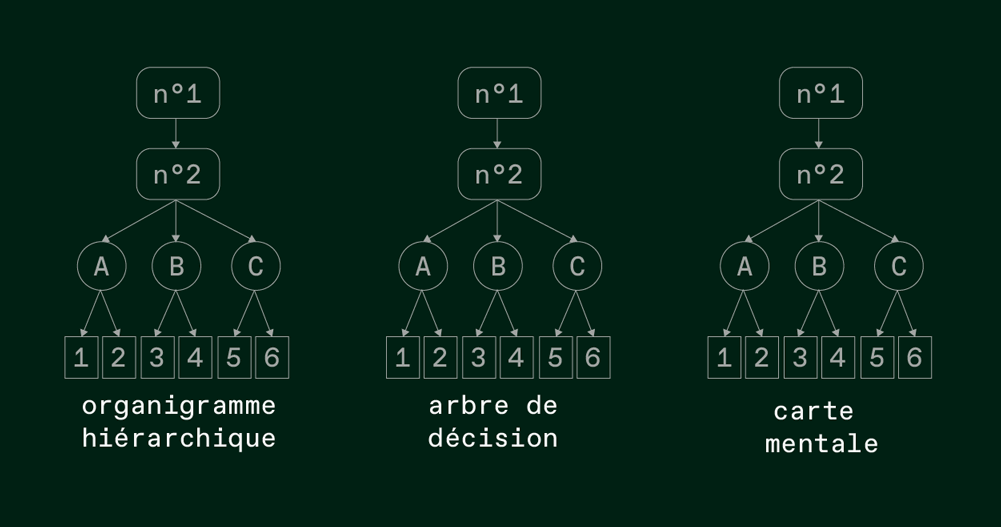 n°1 n°1 n°1
n°2 n°2 n°2
A B C A B C A B C
1 2 3 4 5 6 1 2 3 4 5 6 1 2 3 4 5 6
organigramme
hiérarchique
arbre de
décision
carte
mentale